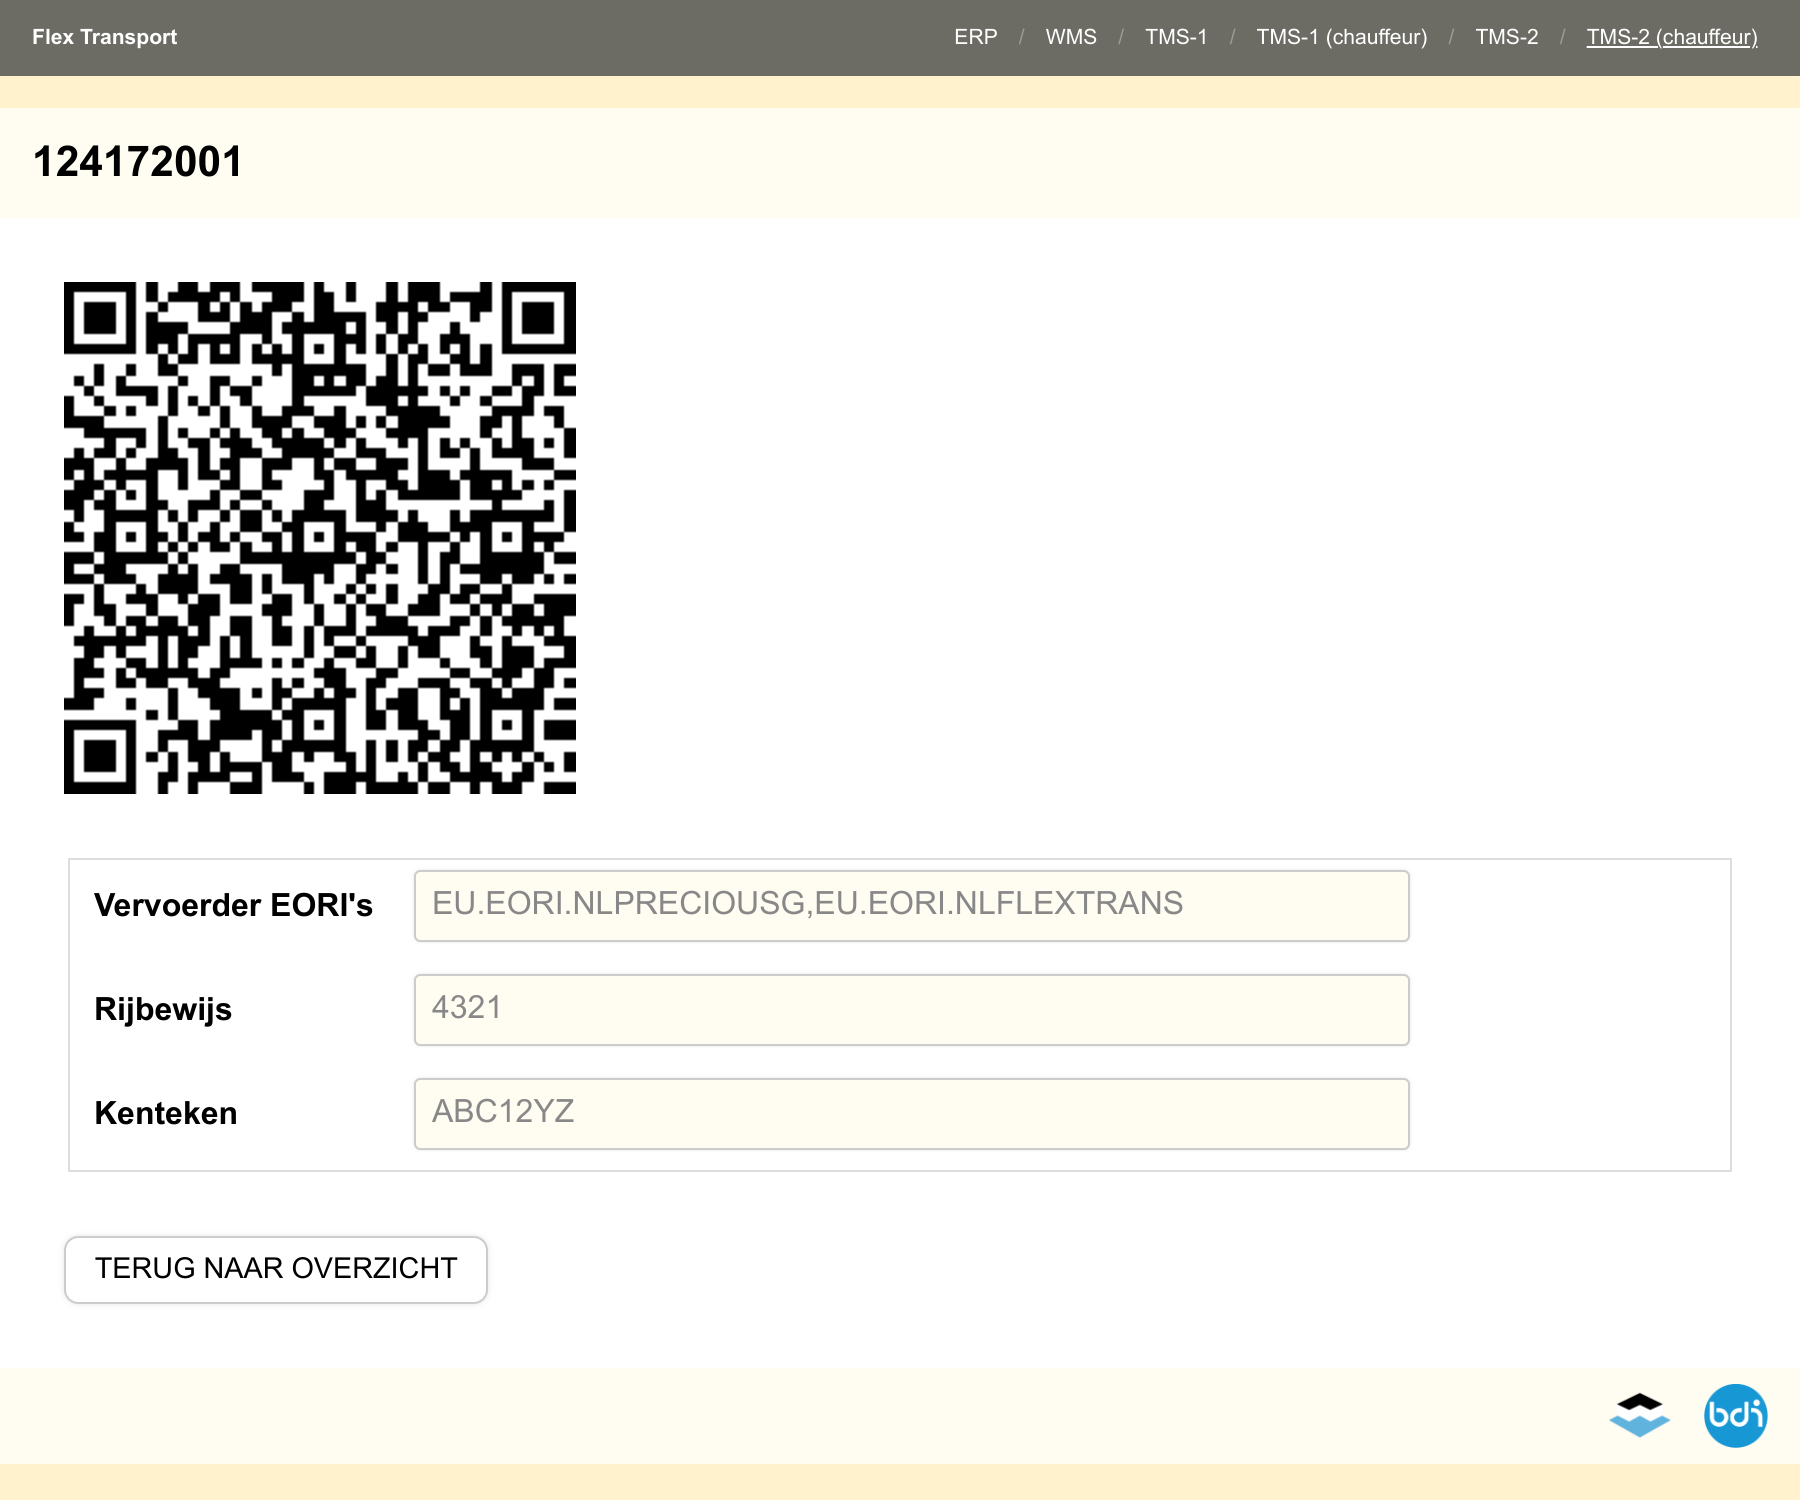 Flex Transport
ERP / WMS / TMS-1 / TMS-1 (chauffeur) / TMS-2 / TMS-2 (chauffeur)
124172001
Vervoerder EORI's EU.EORI.NLPRECIOUSG,EU.EORI.NLFLEXTRANS
Rijbewijs 4321
Kenteken ABC12YZ
TERUG NAAR OVERZICHT
bdi